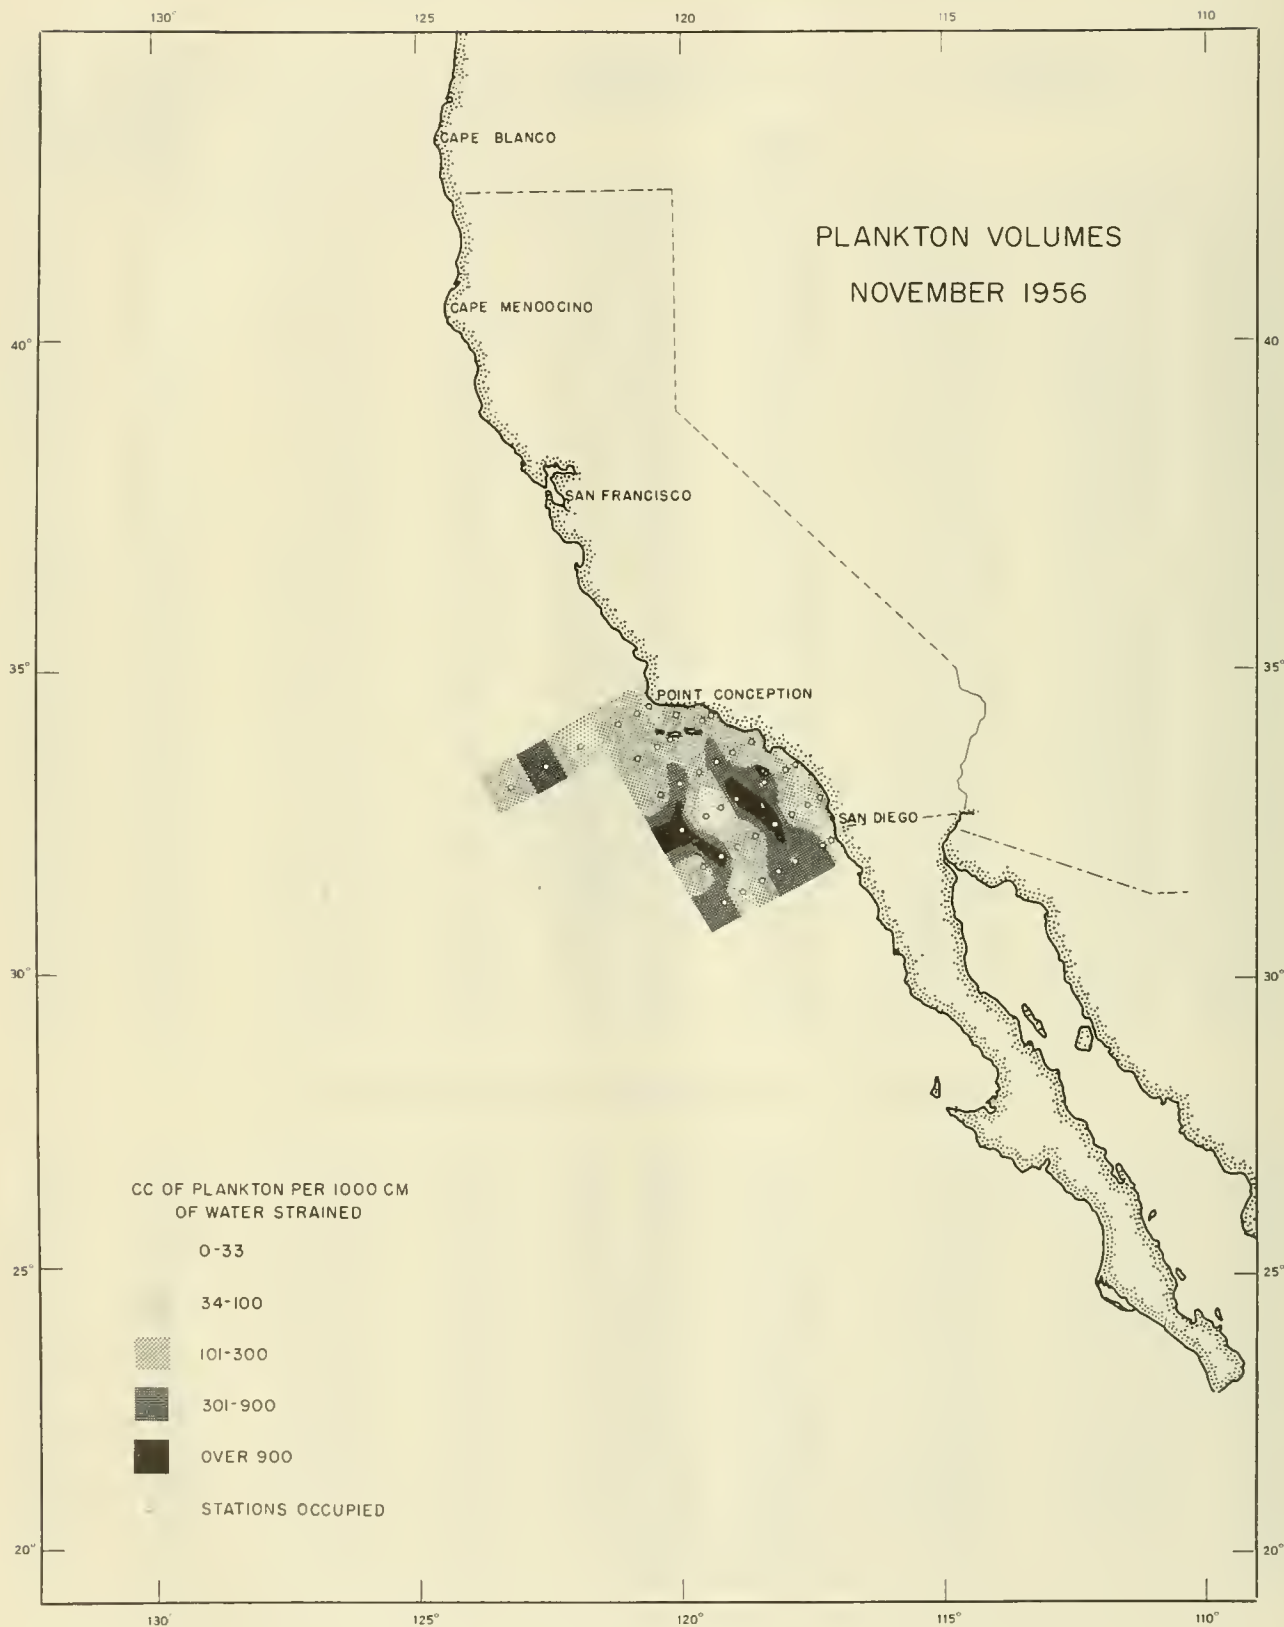 130°
125
120
115
110
CAPE BLANCO
PLANKTON VOLUMES
NOVEMBER 1956
CAPE MENDOCINO
40°
40
SAN FRANCISCO
35°
35°
POINT CONCEPTION
SAN DIEGO
30°
30°
CC OF PLANKTON PER 1000 CM
OF WATER STRAINED
0-33
25°
25°
34-100
101-300
301-900
OVER 900
STATIONS OCCUPIED
20°
20°
130°
125°
120°
115°
110°